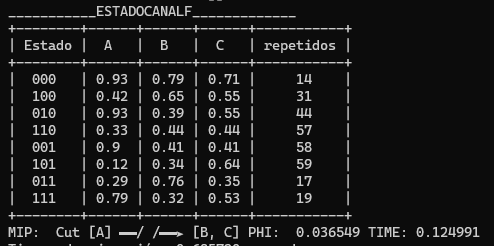 ___________ESTADOCANALF_____________
+--------+------+------+------+-----------+
| Estado | A | B | C | repetidos |
+--------+------+------+------+-----------+
| 000 | 0.93 | 0.79 | 0.71 | 14 |
| 100 | 0.42 | 0.65 | 0.55 | 31 |
| 010 | 0.93 | 0.39 | 0.55 | 44 |
| 110 | 0.33 | 0.44 | 0.44 | 57 |
| 001 | 0.9 | 0.41 | 0.41 | 58 |
| 101 | 0.12 | 0.34 | 0.64 | 59 |
| 011 | 0.29 | 0.76 | 0.35 | 17 |
| 111 | 0.79 | 0.32 | 0.53 | 19 |
+--------+------+------+------+-----------+
MIP: Cut [A] ━━/ /━━➤ [B, C] PHI: 0.036549 TIME: 0.124991